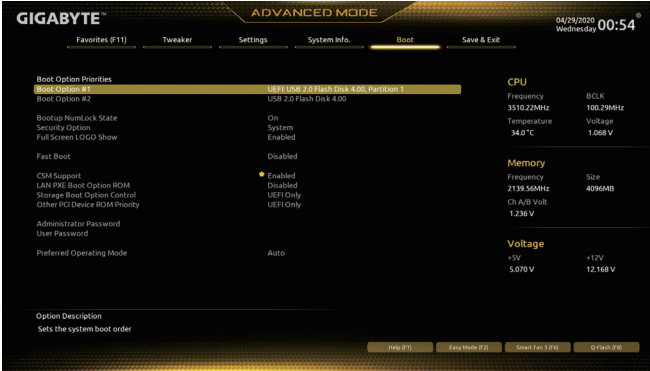 GIGABYTE™
ADVANCED MODE
04/29/2020
Wednesday 00:54
Favorites (F11) Tweaker Settings System Info. Boot Save & Exit
Boot Option Priorities
Boot Option #1 UEFI: USB 2.0 Flash Disk 4.00, Partition 1
Boot Option #2 USB 2.0 Flash Disk 4.00
Bootup NumLock State On
Security Option System
Full Screen LOGO Show Enabled
Fast Boot Disabled
CSM Support Enabled
LAN PXE Boot Option ROM Disabled
Storage Boot Option Control UEFI Only
Other PCI Device ROM Priority UEFI Only
Administrator Password
User Password
Preferred Operating Mode Auto
CPU
Frequency BCLK
3510.22MHz 100.29MHz
Temperature Voltage
34.0 °C 1.068 V
Memory
Frequency Size
2139.56MHz 4096MB
Ch A/B Volt
1.236 V
Voltage
+5V +12V
5.070 V 12.168 V
Option Description
Sets the system boot order
Help (F1) Easy Mode (F2) Smart Fan 5 (F6) Q-Flash (F8)